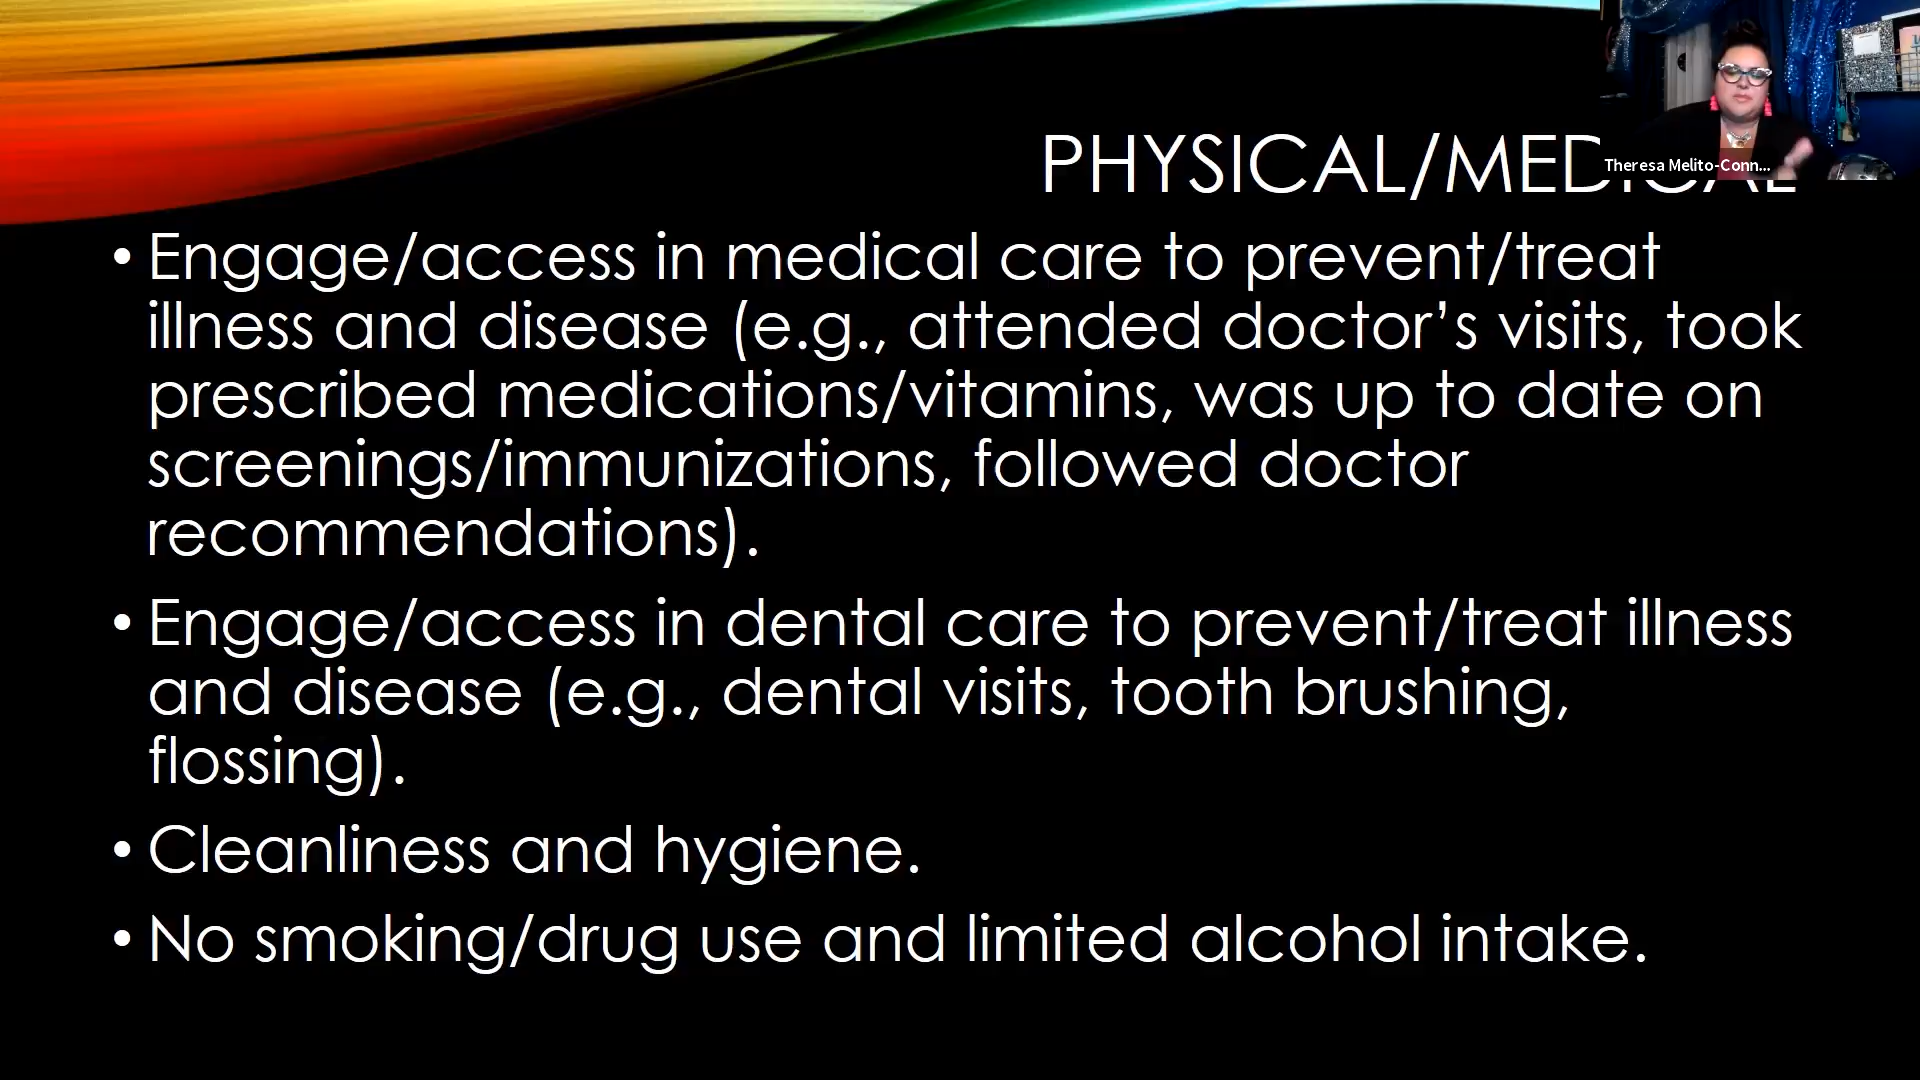 Theresa Melito-Conn...
PHYSICAL/MEDICAL
• Engage/access in medical care to prevent/treat
illness and disease (e.g., attended doctor’s visits, took
prescribed medications/vitamins, was up to date on
screenings/immunizations, followed doctor
recommendations).
• Engage/access in dental care to prevent/treat illness
and disease (e.g., dental visits, tooth brushing,
flossing).
• Cleanliness and hygiene.
• No smoking/drug use and limited alcohol intake.